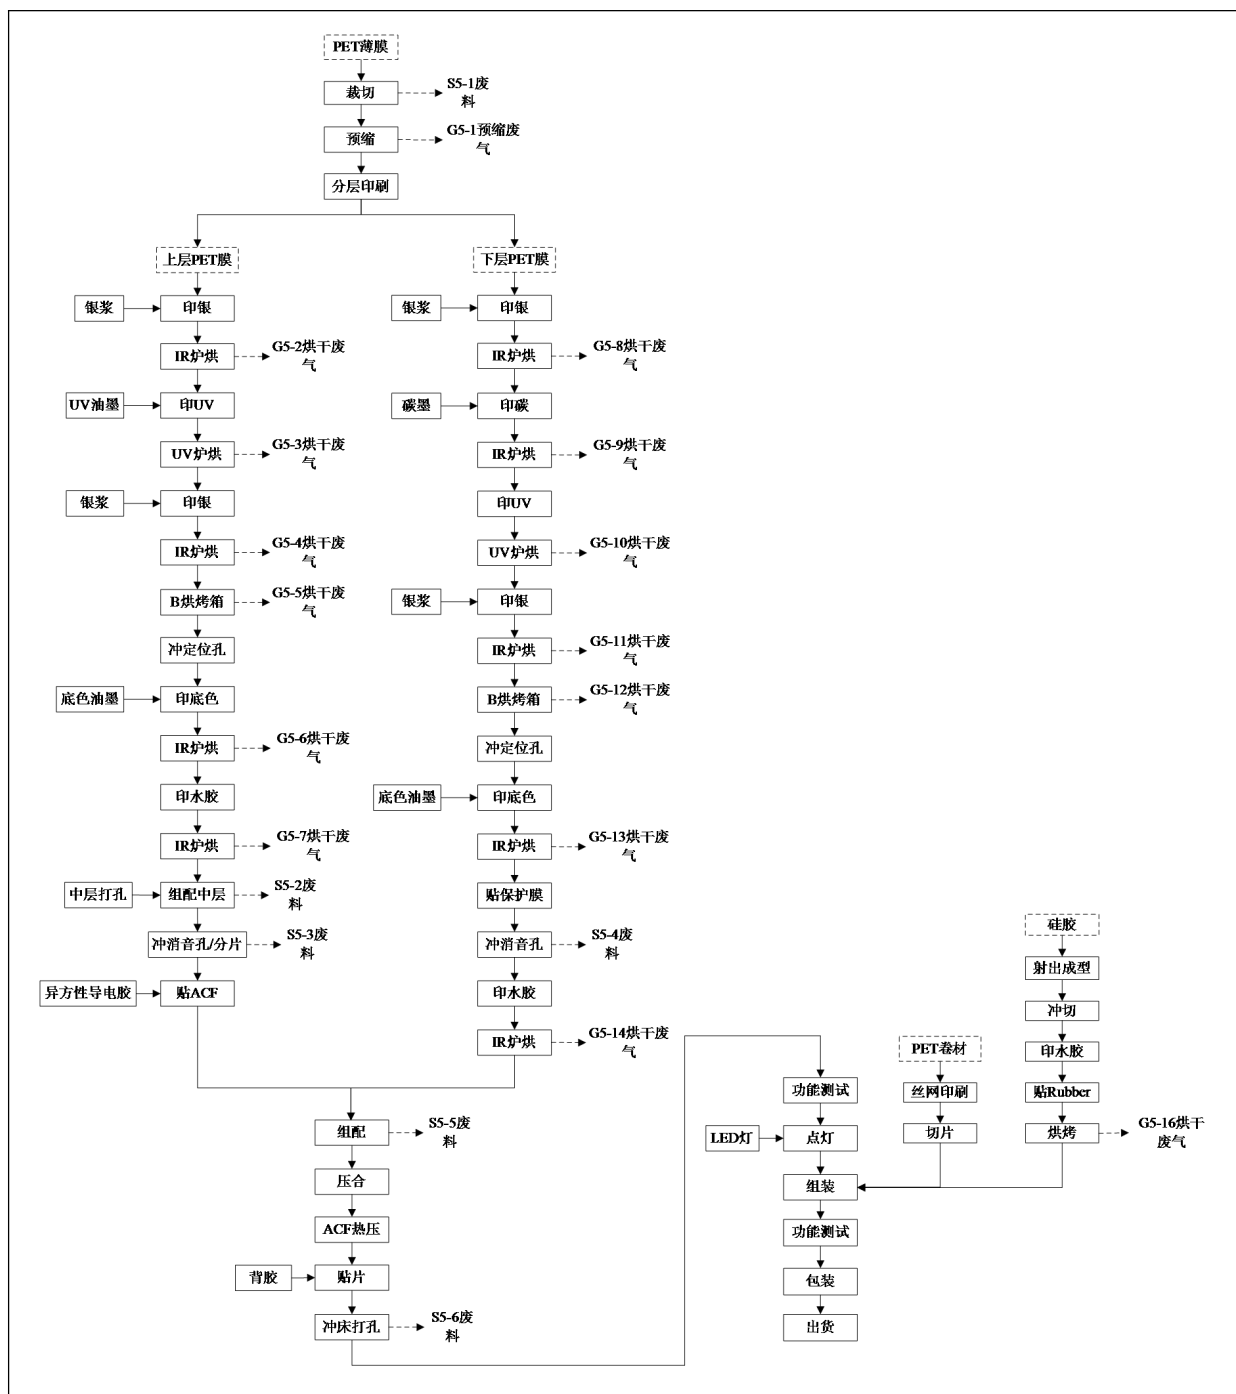 PET薄膜
裁切
S5-1废
料
预缩
G5-1预缩废
气
分层印刷
上层PET膜
银浆
印银
IR炉烘
G5-2烘干废
气
UV油墨
印UV
UV炉烘
G5-3烘干废
气
银浆
印银
IR炉烘
G5-4烘干废
气
B烘烤箱
G5-5烘干废
气
冲定位孔
底色油墨
印底色
IR炉烘
G5-6烘干废
气
印水胶
IR炉烘
G5-7烘干废
气
中层打孔
组配中层
S5-2废
料
冲消音孔/分片
S5-3废
料
异方性导电胶
贴ACF
下层PET膜
银浆
印银
IR炉烘
G5-8烘干废
气
碳墨
印碳
IR炉烘
G5-9烘干废
气
印UV
UV炉烘
G5-10烘干废
气
银浆
印银
IR炉烘
G5-11烘干废
气
B烘烤箱
G5-12烘干废
气
冲定位孔
底色油墨
印底色
IR炉烘
G5-13烘干废
气
贴保护膜
冲消音孔
S5-4废
料
印水胶
IR炉烘
G5-14烘干废
气
组配
S5-5废
料
压合
ACF热压
背胶
贴片
冲床打孔
S5-6废
料
功能测试
LED灯
点灯
组装
功能测试
包装
出货
PET卷材
丝网印刷
切片
硅胶
射出成型
冲切
印水胶
贴Rubber
烘烤
G5-16烘干
废气